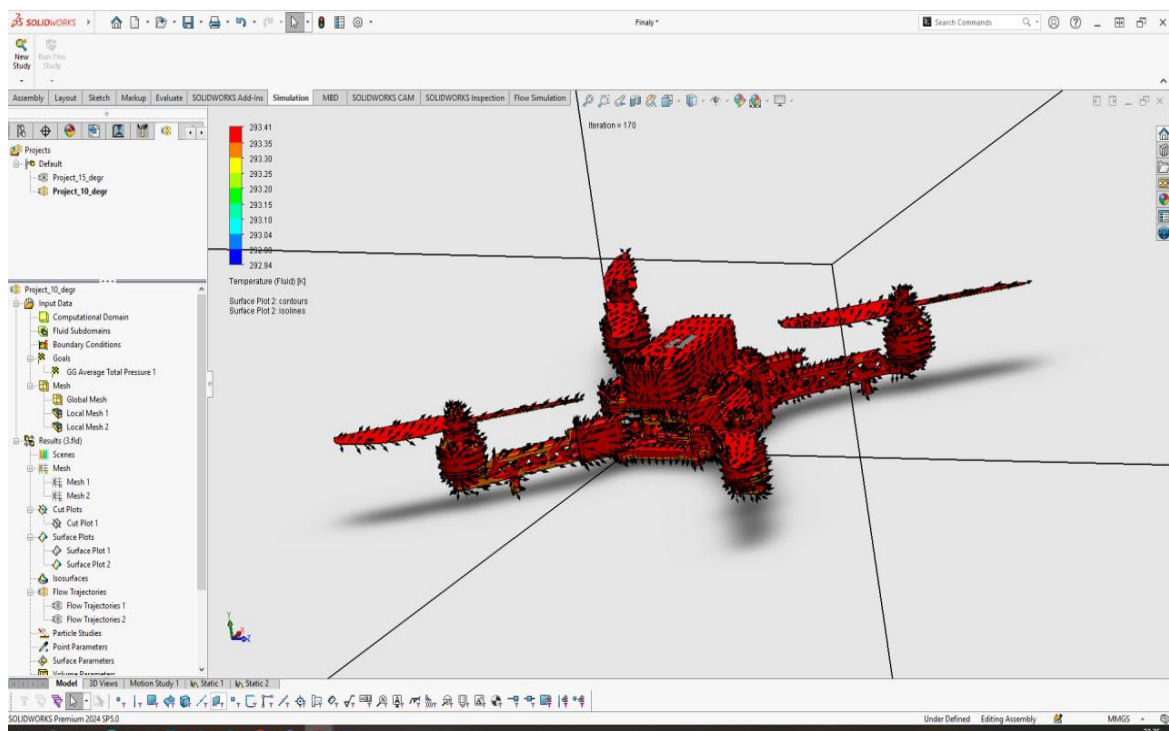 SOLIDWORKS
Finaly *
Search Commands
New Study
Run This Study
Assembly Layout Sketch Markup Evaluate SOLIDWORKS Add-Ins Simulation MBD SOLIDWORKS CAM SOLIDWORKS Inspection Flow Simulation
Projects
Default
Project_15_degr
Project_10_degr
Project_10_degr
Input Data
Computational Domain
Fluid Subdomains
Boundary Conditions
Goals
GG Average Total Pressure 1
Mesh
Global Mesh
Local Mesh 1
Local Mesh 2
Results (3.fld)
Scenes
Mesh
Mesh 1
Mesh 2
Cut Plots
Cut Plot 1
Surface Plots
Surface Plot 1
Surface Plot 2
Isosurfaces
Flow Trajectories
Flow Trajectories 1
Flow Trajectories 2
Particle Studies
Point Parameters
Surface Parameters
Volume Parameters
293.41
293.35
293.30
293.25
293.20
293.15
293.10
293.04
292.94
Temperature (Fluid) [K]
Surface Plot 2: contours
Surface Plot 2: isolines
Iteration = 170
Y
X
Z
Model 3D Views Motion Study 1 Static 1 Static 2
SOLIDWORKS Premium 2024 SP5.0
Under Defined Editing Assembly MMGS